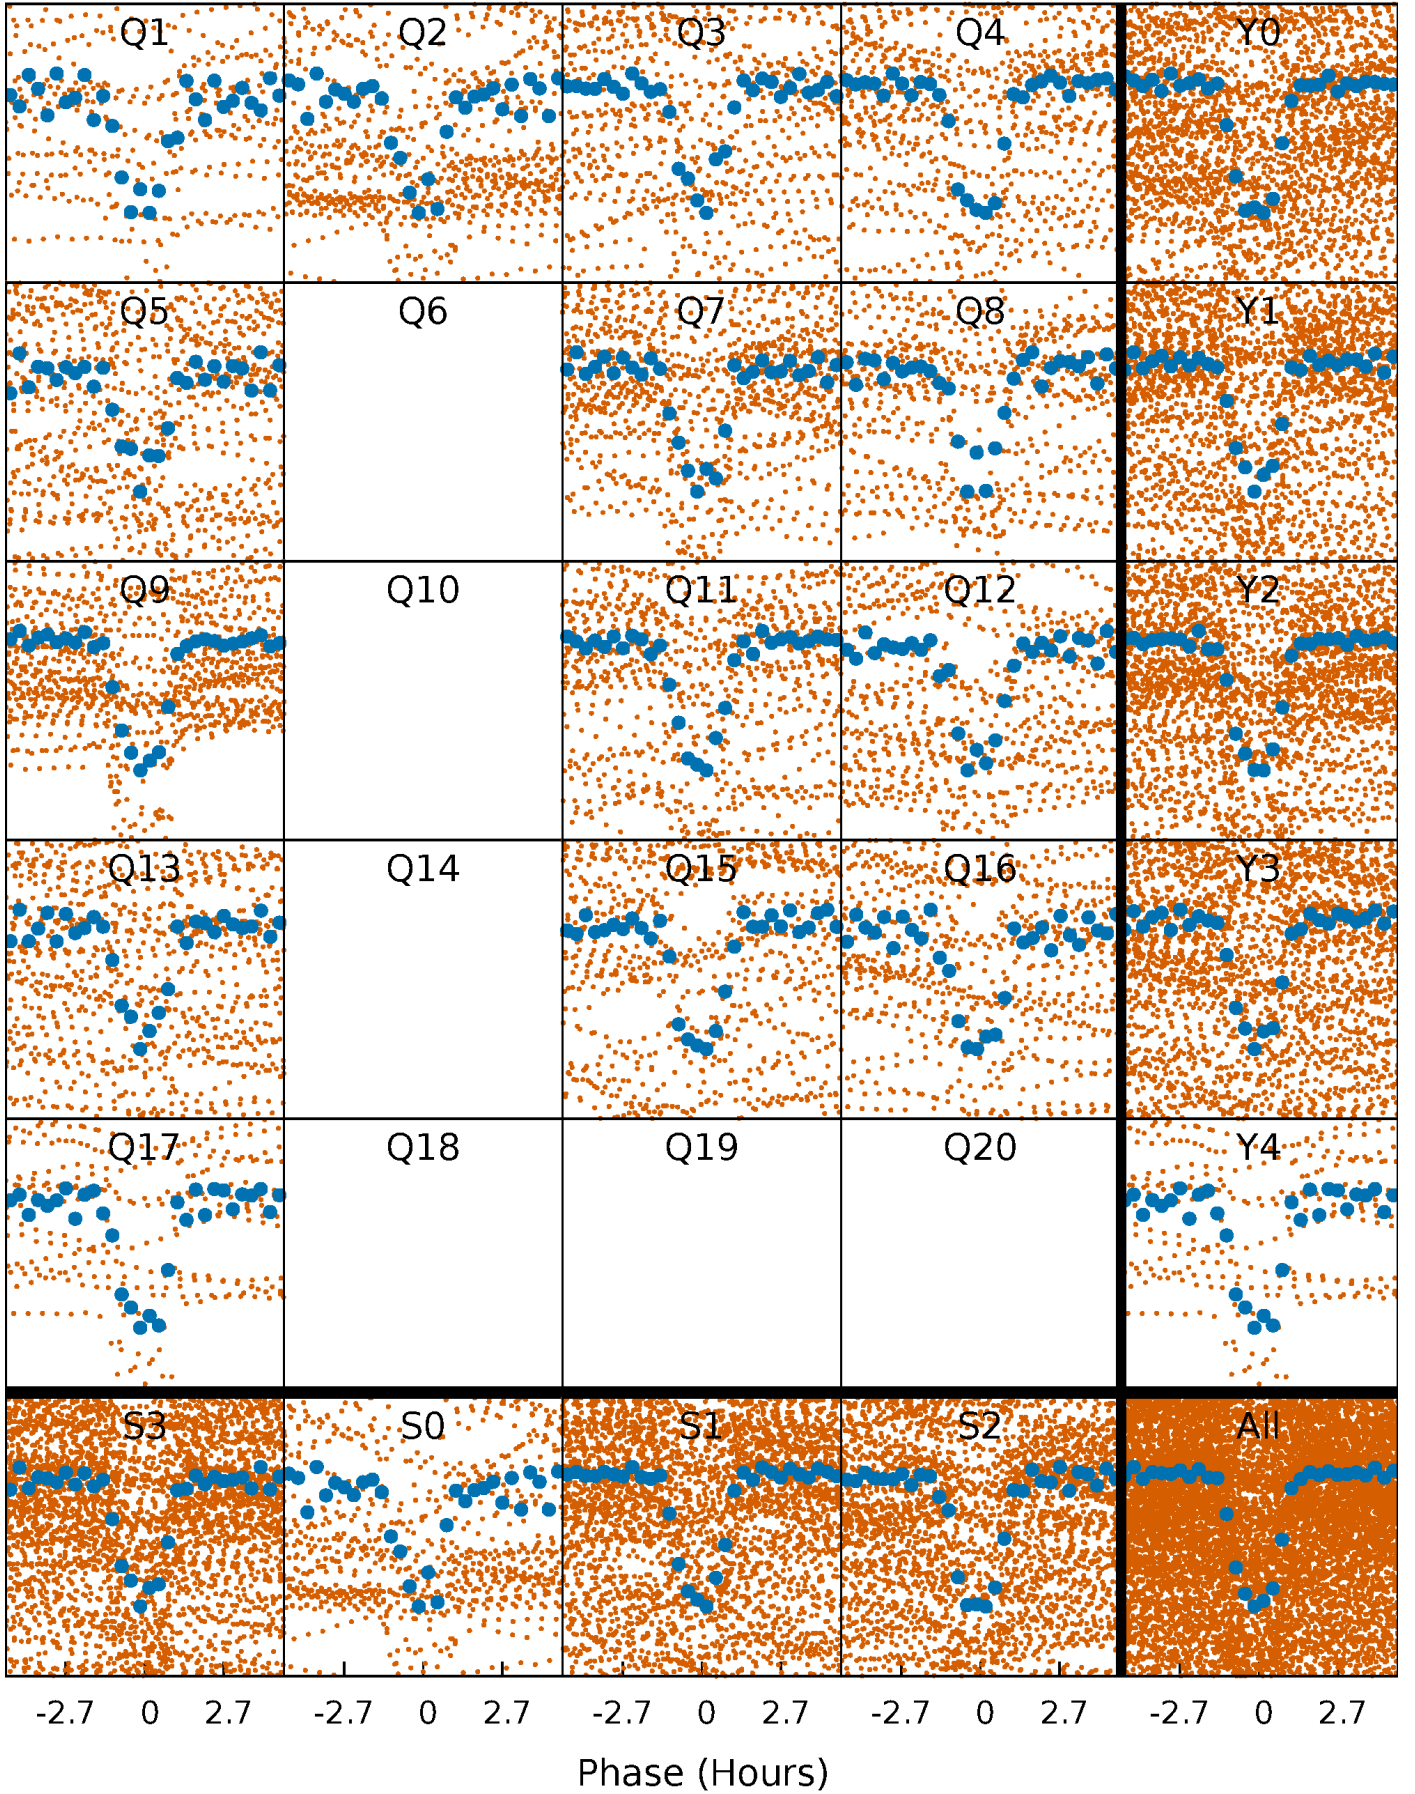 Q1 Q2 Q3 Q4 Y0
Q5 Q6 Q7 Q8 Y1
Q9 Q10 Q11 Q12 Y2
Q13 Q14 Q15 Q16 Y3
Q17 Q18 Q19 Q20 Y4
S3 S0 S1 S2 All
-2.7 0 2.7 -2.7 0 2.7 -2.7 0 2.7 -2.7 0 2.7 -2.7 0 2.7
Phase (Hours)